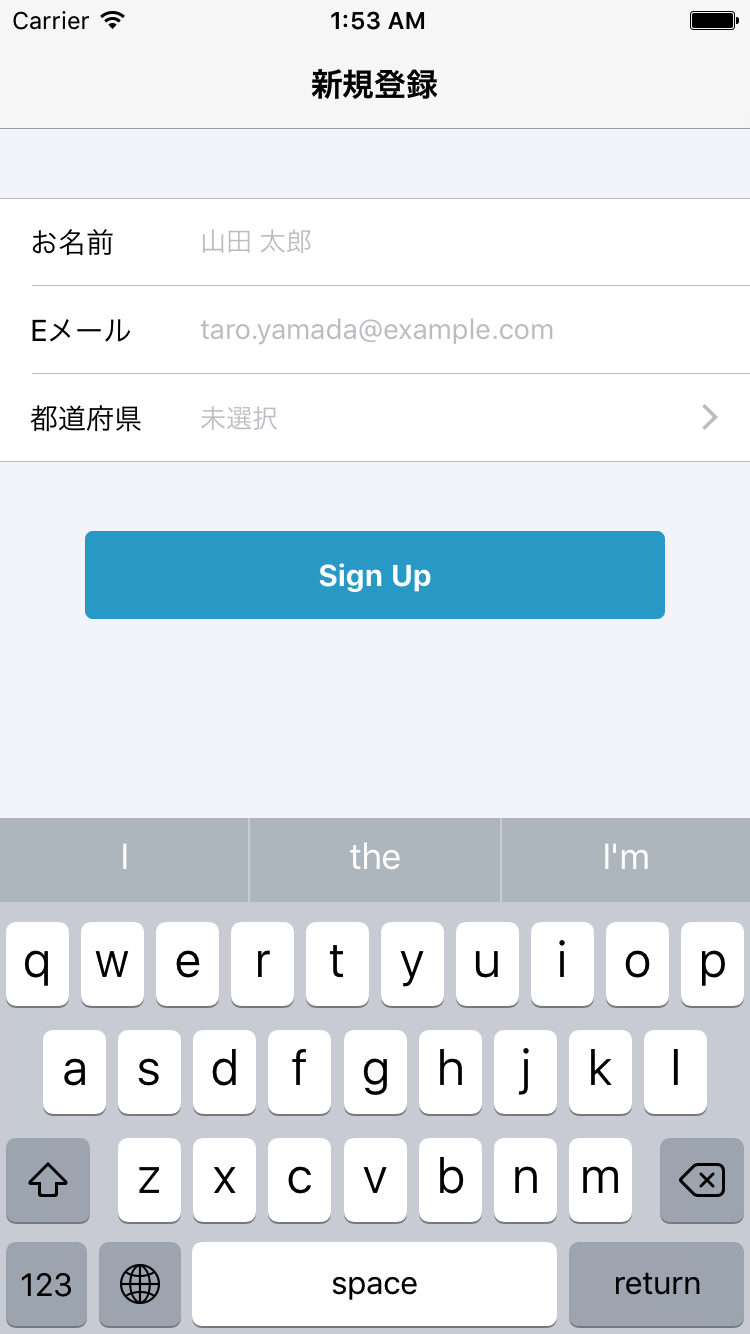 Carrier 1:53 AM
新規登録
お名前 山田 太郎
Eメール taro.yamada@example.com
都道府県 未選択
Sign Up
I the I'm
q w e r t y u i o p
a s d f g h j k l
z x c v b n m
123 space return